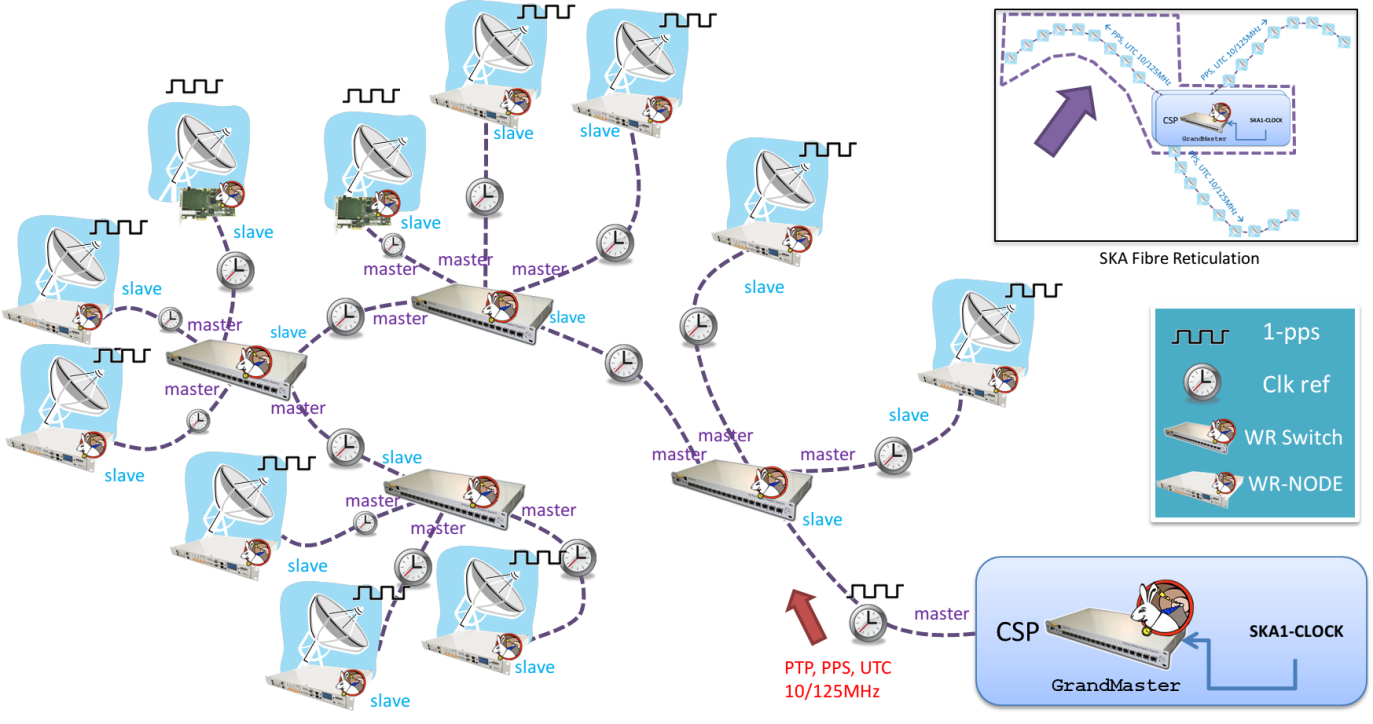 slave
slave
slave
slave
slave
slave
master
master
master
slave
master
slave
master
slave
master
master
slave
master
master
master
slave
slave
slave
slave
slave
master
master
master
slave
slave
master
PTP, PPS, UTC
10/125MHz
CSP
GrandMaster
SKA1-CLOCK
PPS, UTC 10/125MHz
PPS, UTC 10/125MHz
CSP
GrandMaster
SKA1-CLOCK
PPS, UTC 10/125MHz
SKA Fibre Reticulation
1-pps
Clk ref
WR Switch
WR-NODE